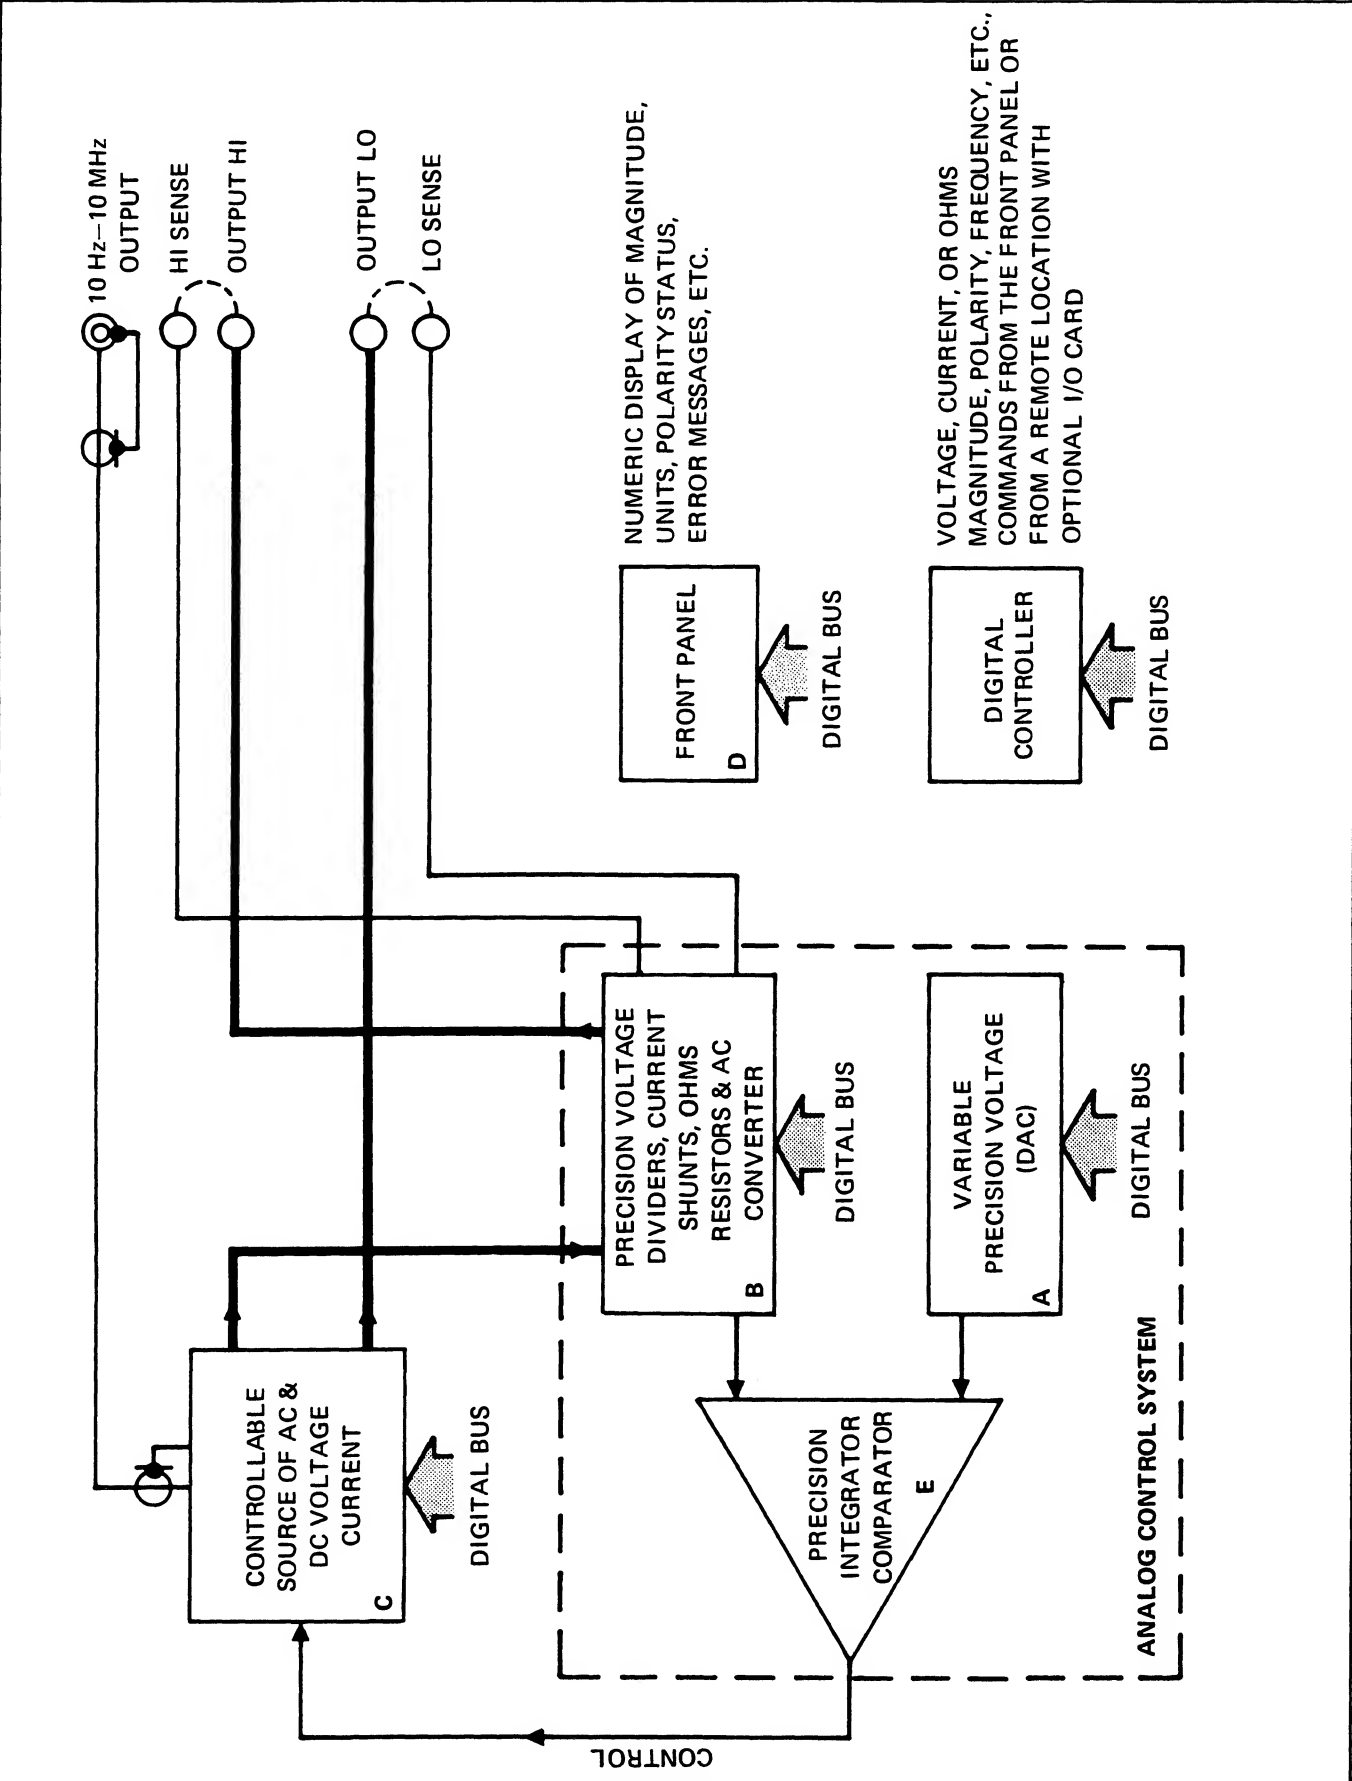 10 Hz–10 MHz
OUTPUT
HI SENSE
OUTPUT HI
OUTPUT LO
LO SENSE
CONTROLLABLE
SOURCE OF AC &
DC VOLTAGE
CURRENT
C
DIGITAL BUS
CONTROL
PRECISION VOLTAGE
DIVIDERS, CURRENT
SHUNTS, OHMS
RESISTORS & AC
CONVERTER
B
DIGITAL BUS
FRONT PANEL
D
DIGITAL BUS
NUMERIC DISPLAY OF MAGNITUDE,
UNITS, POLARITY STATUS,
ERROR MESSAGES, ETC.
PRECISION
INTEGRATOR
COMPARATOR
E
VARIABLE
PRECISION VOLTAGE
(DAC)
A
DIGITAL BUS
DIGITAL
CONTROLLER
DIGITAL BUS
VOLTAGE, CURRENT, OR OHMS
MAGNITUDE, POLARITY, FREQUENCY, ETC.,
COMMANDS FROM THE FRONT PANEL OR
FROM A REMOTE LOCATION WITH
OPTIONAL I/O CARD
ANALOG CONTROL SYSTEM